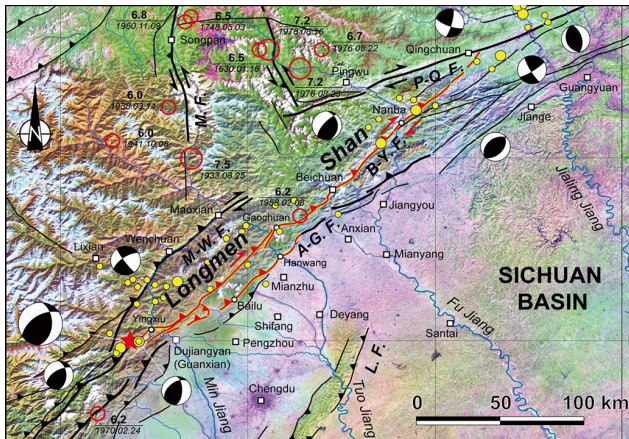 6.8
1960.11.09
6.5
1748.05.03
7.2
1976.08.16
6.7
1976.08.22
Songpan
6.5
1630.01.16
Qingchuan
7.2
1976.08.23
Pingwu
P.-Q. F.
Guangyuan
6.0
1938.03.14
M. F.
Nanba
Jiange
N
6.0
1941.10.08
Shan
B.-Y. F.
7.5
1933.08.25
Beichuan
Jialing Jiang
6.2
1958.02.08
Maoxian
Gaochuan
Jiangyou
Wenchuan
M.-W. F.
Longmen
A.-G. F.
Anxian
Lixian
Hanwang
Mianyang
Mianzhu
SICHUAN
BASIN
Yingxiu
Bailu
Shifang
Deyang
Fu Jiang
Santai
Dujiangyan
(Guanxian)
Pengzhou
L. F.
Min Jiang
Chengdu
Tuo Jiang
6.2
1970.02.24
0 50 100 km